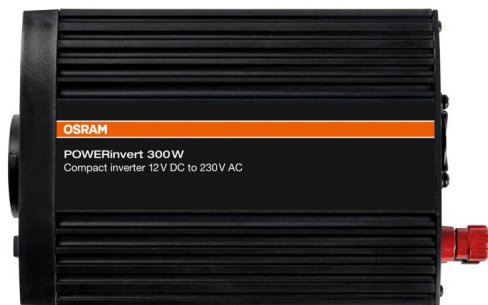 OSRAM
POWERinvert 300W
Compact inverter 12V DC to 230V AC